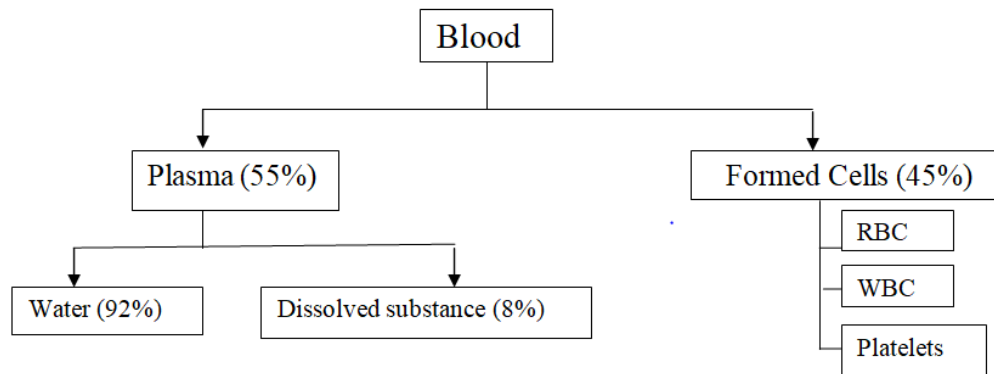 Blood
Plasma (55%)
Formed Cells (45%)
RBC
WBC
Platelets
Water (92%)
Dissolved substance (8%)